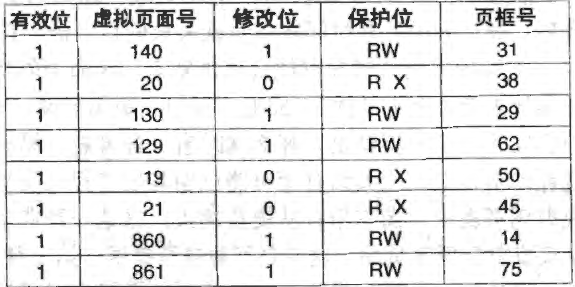 有效位 虚拟页面号 修改位 保护位 页框号
1 140 1 RW 31
1 20 0 R X 38
1 130 1 RW 29
1 129 1 RW 62
1 19 0 R X 50
1 21 0 R X 45
1 860 1 RW 14
1 861 1 RW 75